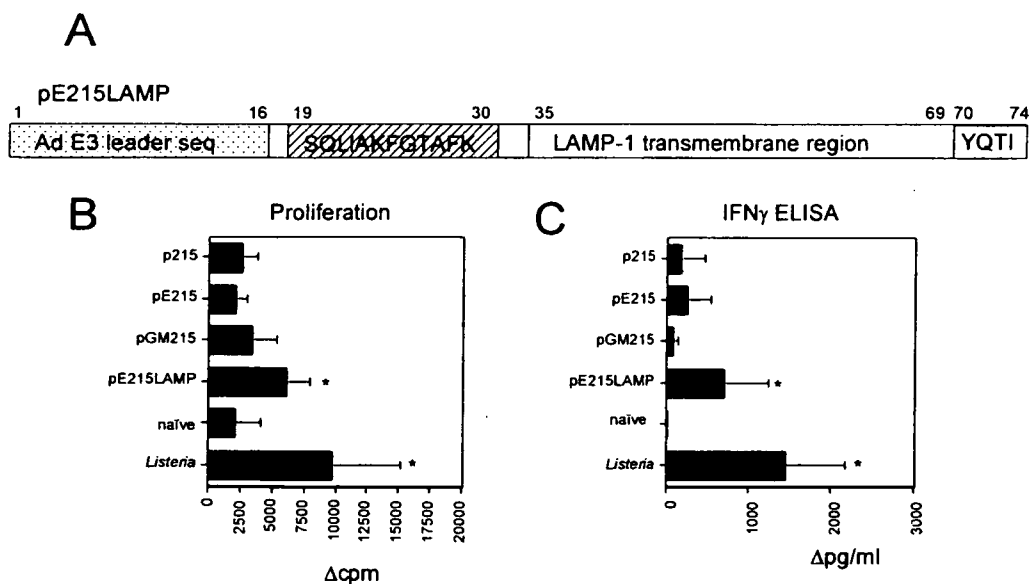 A
pE215LAMP
1 16 19 30 35 69 70 74
Ad E3 leader seq SQLIAKFGTAFK LAMP-1 transmembrane region YQTI
B
Proliferation
p215
pE215
pGM215
pE215LAMP
*
naïve
Listeria
*
0 2500 5000 7500 10000 12500 15000 17500 20000
Δcpm
C
IFNγ ELISA
p215
pE215
pGM215
pE215LAMP
*
naïve
Listeria
*
0 1000 2000 3000
Δpg/ml